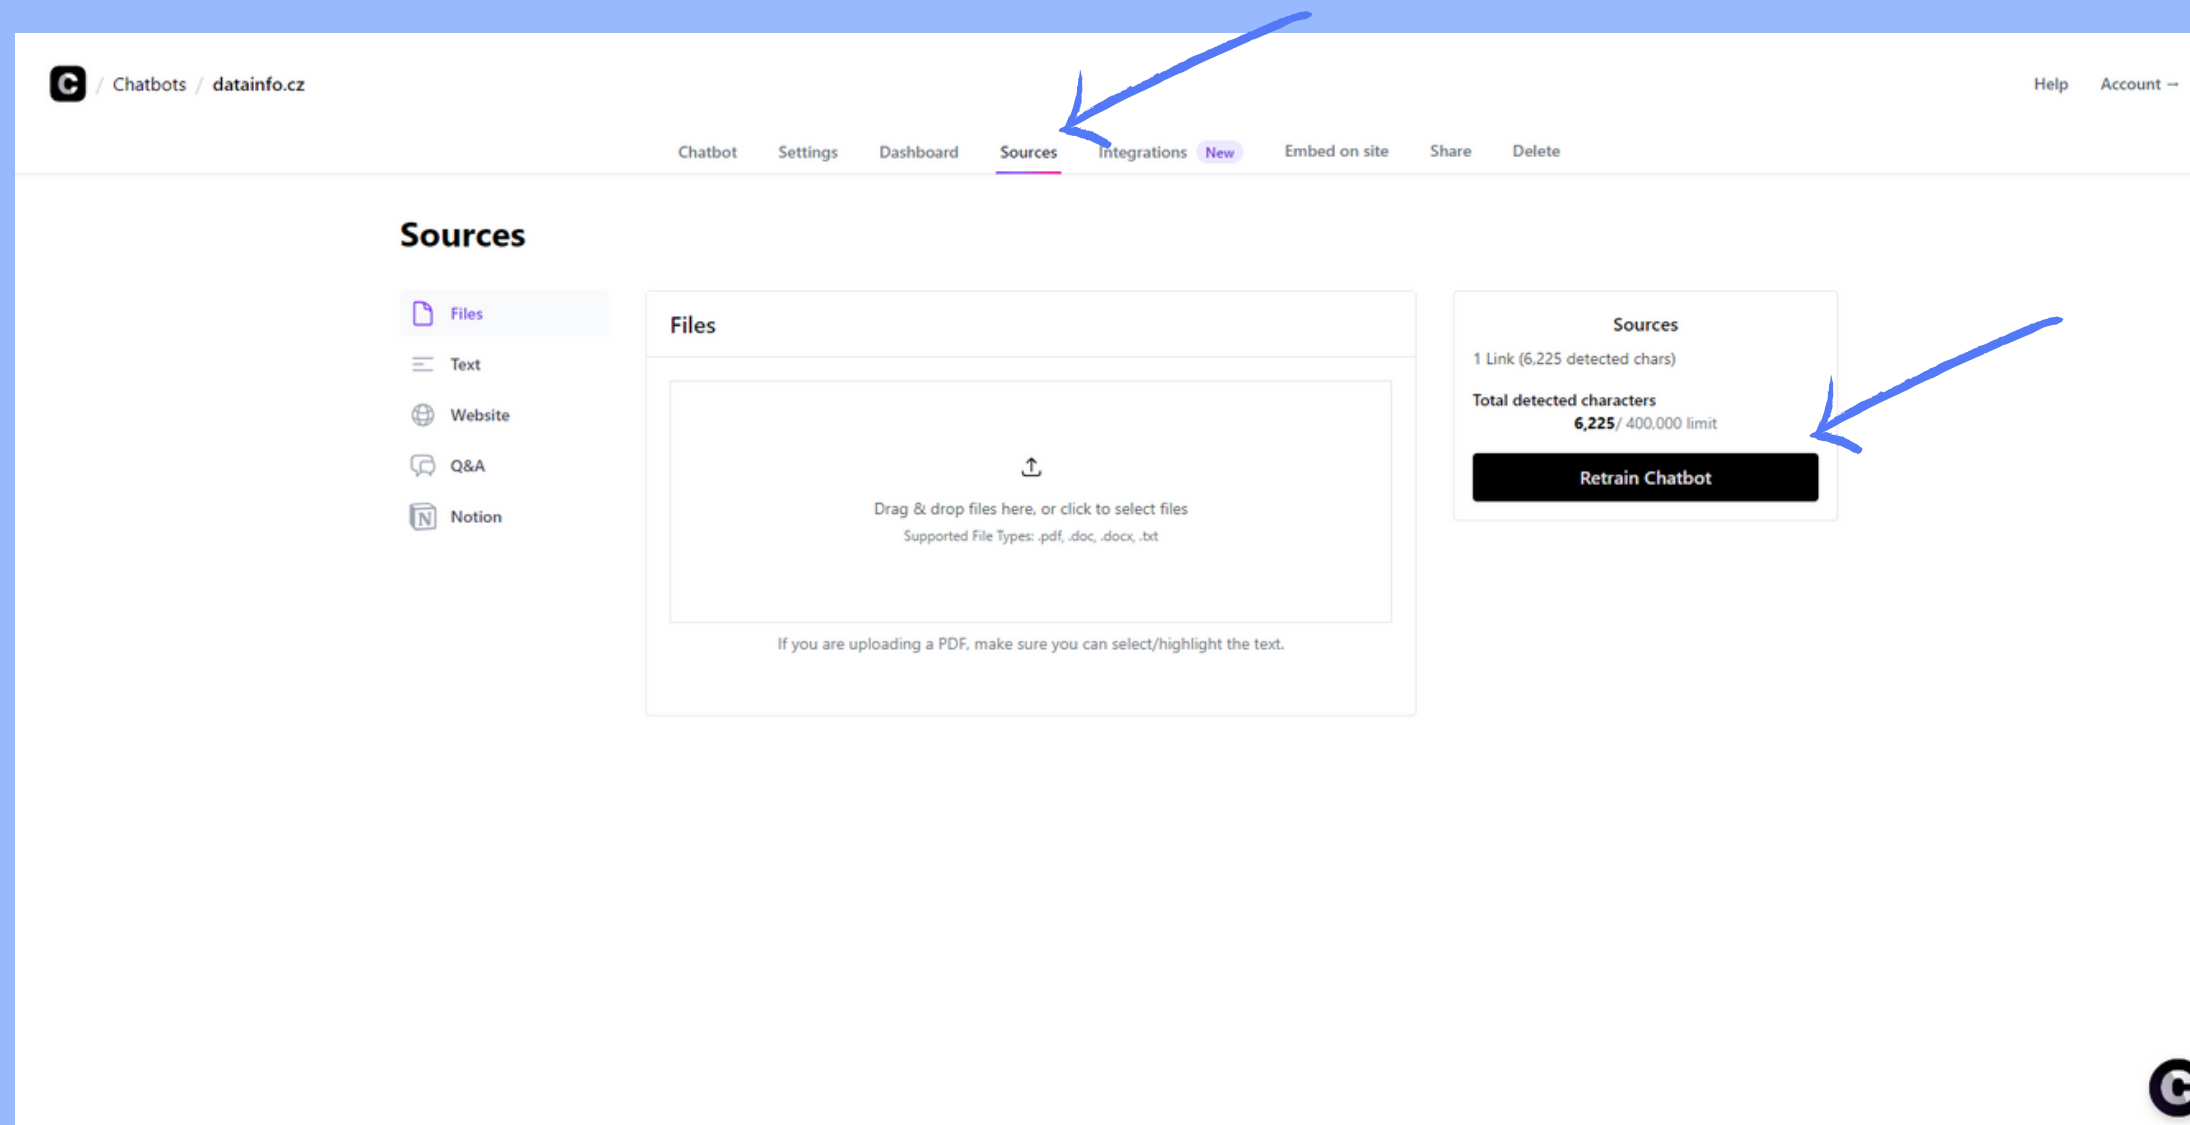 C / Chatbots / datainfo.cz
Help Account →
Chatbot Settings Dashboard Sources Integrations New Embed on site Share Delete
Sources
Files
Text
Website
Q&A
N Notion
Files
Drag & drop files here, or click to select files
Supported File Types: .pdf, .doc, .docx, .txt
If you are uploading a PDF, make sure you can select/highlight the text.
Sources
1 Link (6,225 detected chars)
Total detected characters
6,225/ 400,000 limit
Retrain Chatbot
C